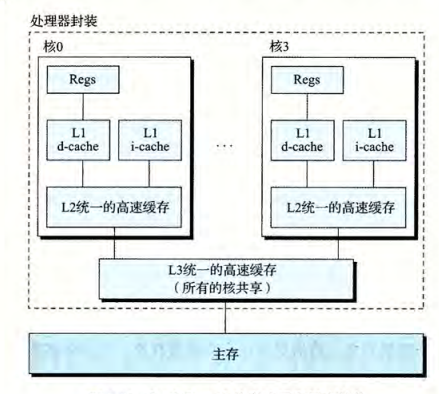 处理器封装
核0
核3
Regs
Regs
L1
d-cache
L1
i-cache
...
L1
d-cache
L1
i-cache
L2统一的高速缓存
L2统一的高速缓存
L3统一的高速缓存
（所有的核共享）
主存